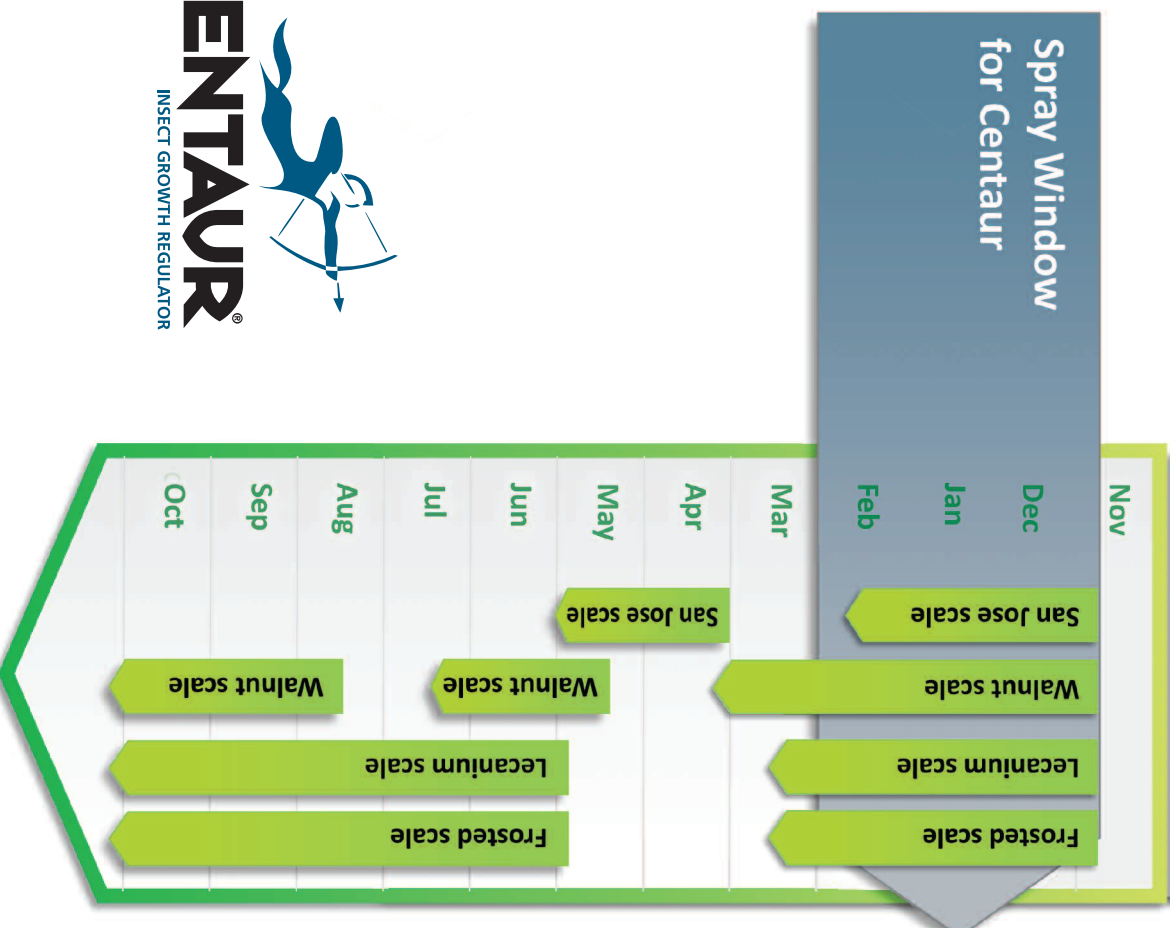 Spray Window
for Centaur
Nov
Dec
Jan
Feb
Mar
Apr
May
Jun
Jul
Aug
Sep
Oct
San Jose scale
San Jose scale
Walnut scale
Walnut scale
Walnut scale
Lecanium scale
Lecanium scale
Frosted scale
Frosted scale
ENTAUR®
INSECT GROWTH REGULATOR